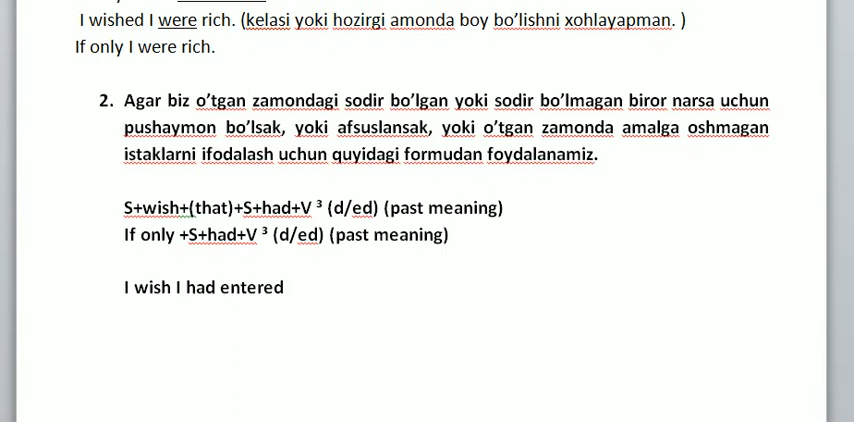 I wished I were rich. (kelasi yoki hozirgi amonda boy bo’lishni xohlayapman. )
If only I were rich.
2. Agar biz o’tgan zamondagi sodir bo’lgan yoki sodir bo’lmagan biror narsa uchun
pushaymon bo’lsak, yoki afsuslansak, yoki o’tgan zamonda amalga oshmagan
istaklarni ifodalash uchun quyidagi formudan foydalanamiz.
S+wish+(that)+S+had+V ³ (d/ed) (past meaning)
If only +S+had+V ³ (d/ed) (past meaning)
I wish I had entered